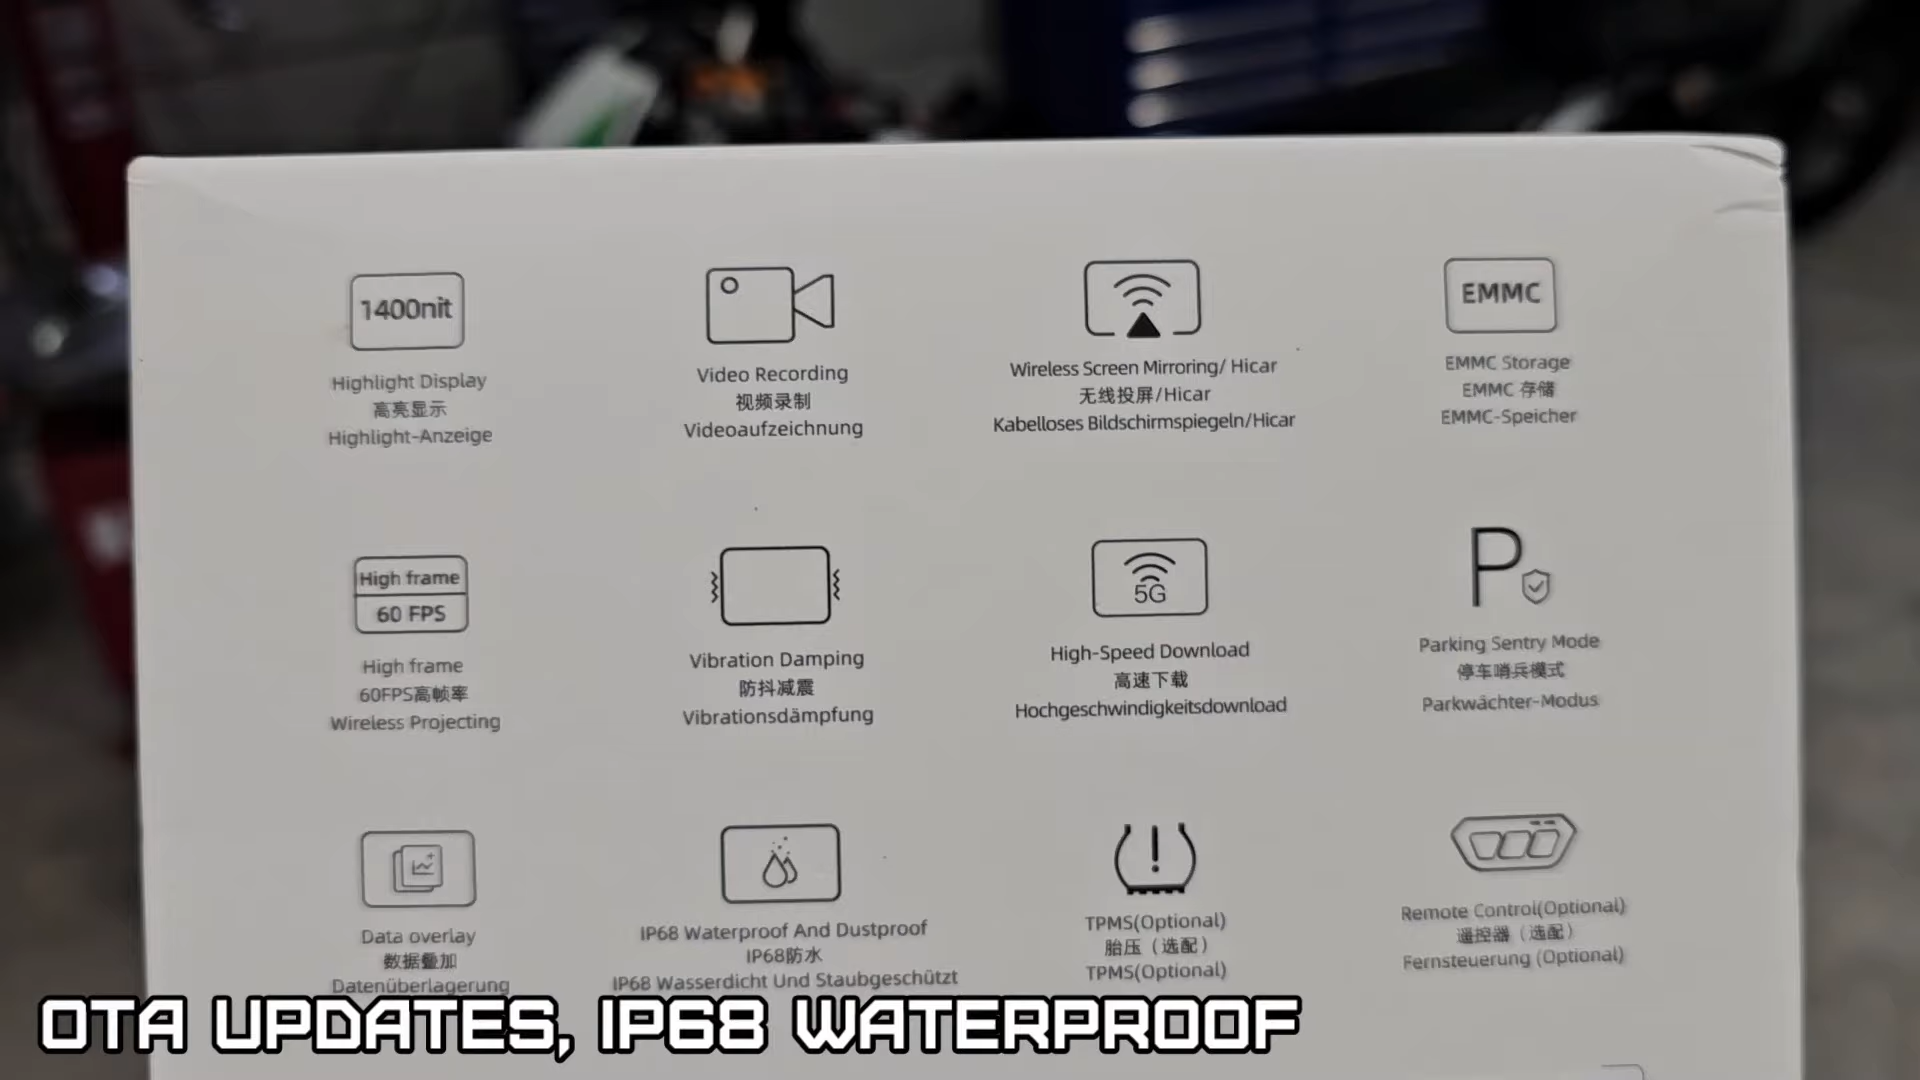 1400nit
Highlight Display
高亮显示
Highlight-Anzeige
Video Recording
视频录制
Videoaufzeichnung
Wireless Screen Mirroring/ Hicar
无线投屏/Hicar
Kabelloses Bildschirmspiegeln/Hicar
EMMC
EMMC Storage
EMMC 存储
EMMC-Speicher
High frame
60 FPS
High frame
60FPS高帧率
Wireless Projecting
Vibration Damping
防抖减震
Vibrationsdämpfung
5G
High-Speed Download
高速下载
Hochgeschwindigkeitsdownload
P
Parking Sentry Mode
停车哨兵模式
Parkwächter-Modus
Data overlay
数据叠加
Datenüberlagerung
IP68 Waterproof And Dustproof
IP68防水
IP68 Wasserdicht Und Staubgeschützt
TPMS(Optional)
胎压（选配）
TPMS(Optional)
Remote Control(Optional)
遥控器（选配）
Fernsteuerung (Optional)
OTA UPDATES, IP68 WATERPROOF